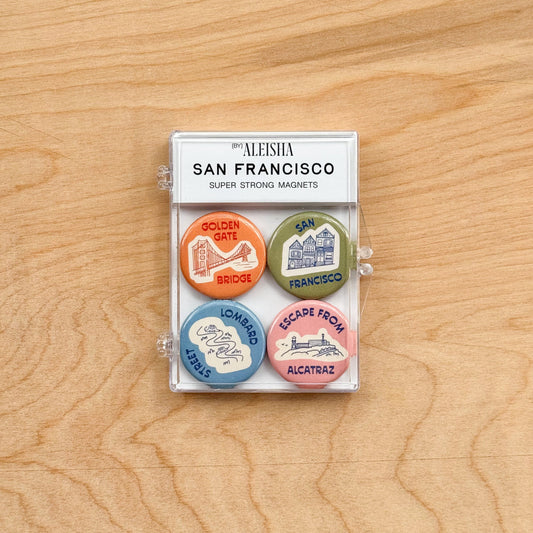 (BY) ALEISHA
SAN FRANCISCO
SUPER STRONG MAGNETS
GOLDEN
GATE
BRIDGE
SAN
FRANCISCO
LOMBARD
STREET
ESCAPE FROM
ALCATRAZ